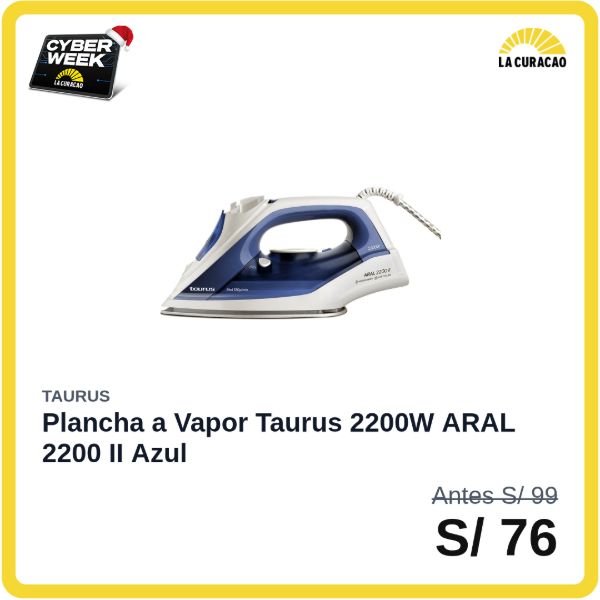 CYBER
WEEK
LA CURACAO
LA CURACAO
taurus
ARAL 2200 II
TAURUS
Plancha a Vapor Taurus 2200W ARAL
2200 II Azul
Antes S/ 99
S/ 76